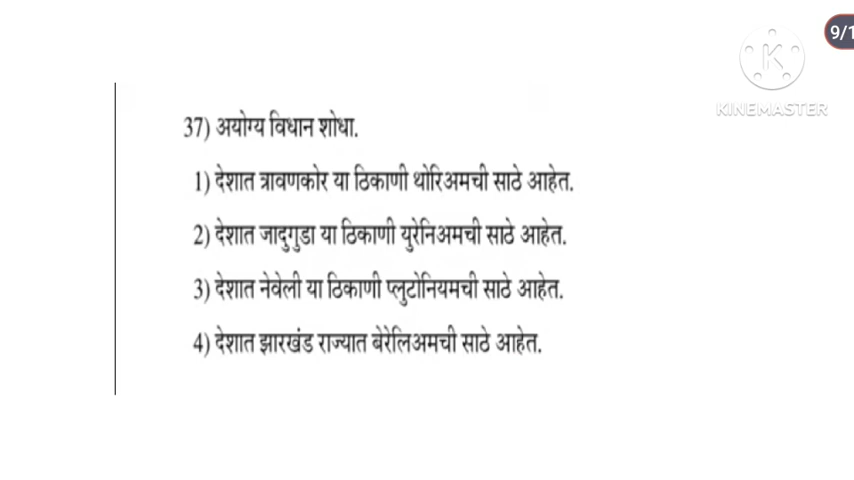 9/1
K
KINEMASTER
37) अयोग्य विधान शोधा.
1) देशात त्रावणकोर या ठिकाणी थोरिअमची साठे आहेत.
2) देशात जादुगुडा या ठिकाणी युरेनिअमची साठे आहेत.
3) देशात नेवेली या ठिकाणी प्लुटोनियमची साठे आहेत.
4) देशात झारखंड राज्यात बेरेलिअमची साठे आहेत.